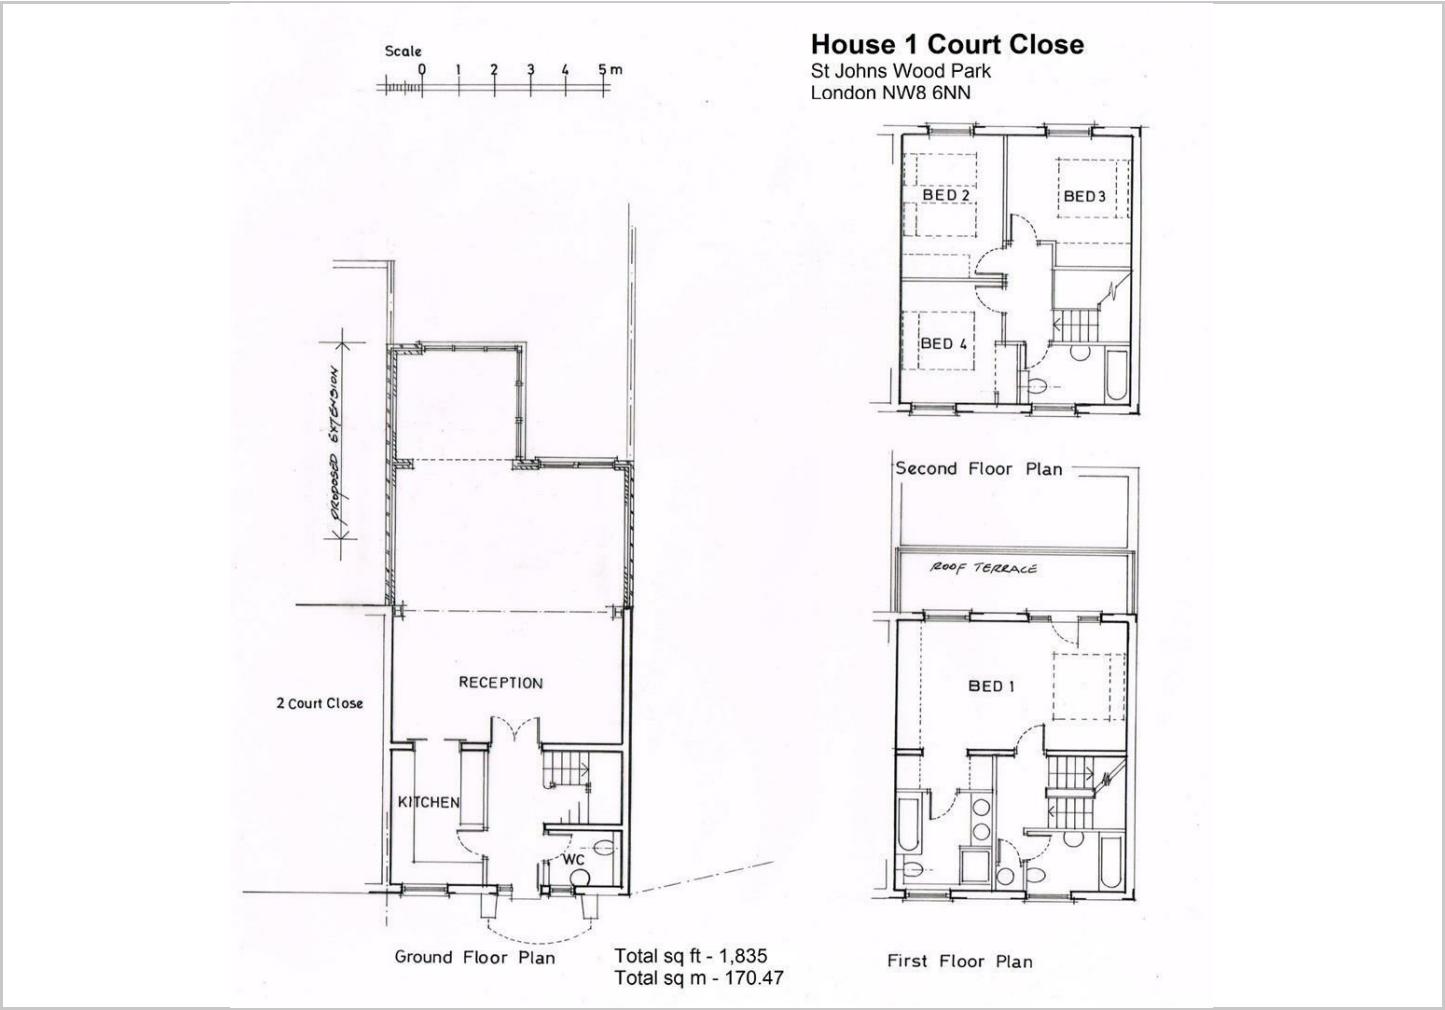 House 1 Court Close
St Johns Wood Park
London NW8 6NN
Scale
0 1 2 3 4 5 m
BED 2
BED 3
BED 4
Second Floor Plan
PROPOSED EXTENSION
ROOF TERRACE
RECEPTION
2 Court Close
BED 1
KITCHEN
WC
Ground Floor Plan
Total sq ft - 1,835
Total sq m - 170.47
First Floor Plan